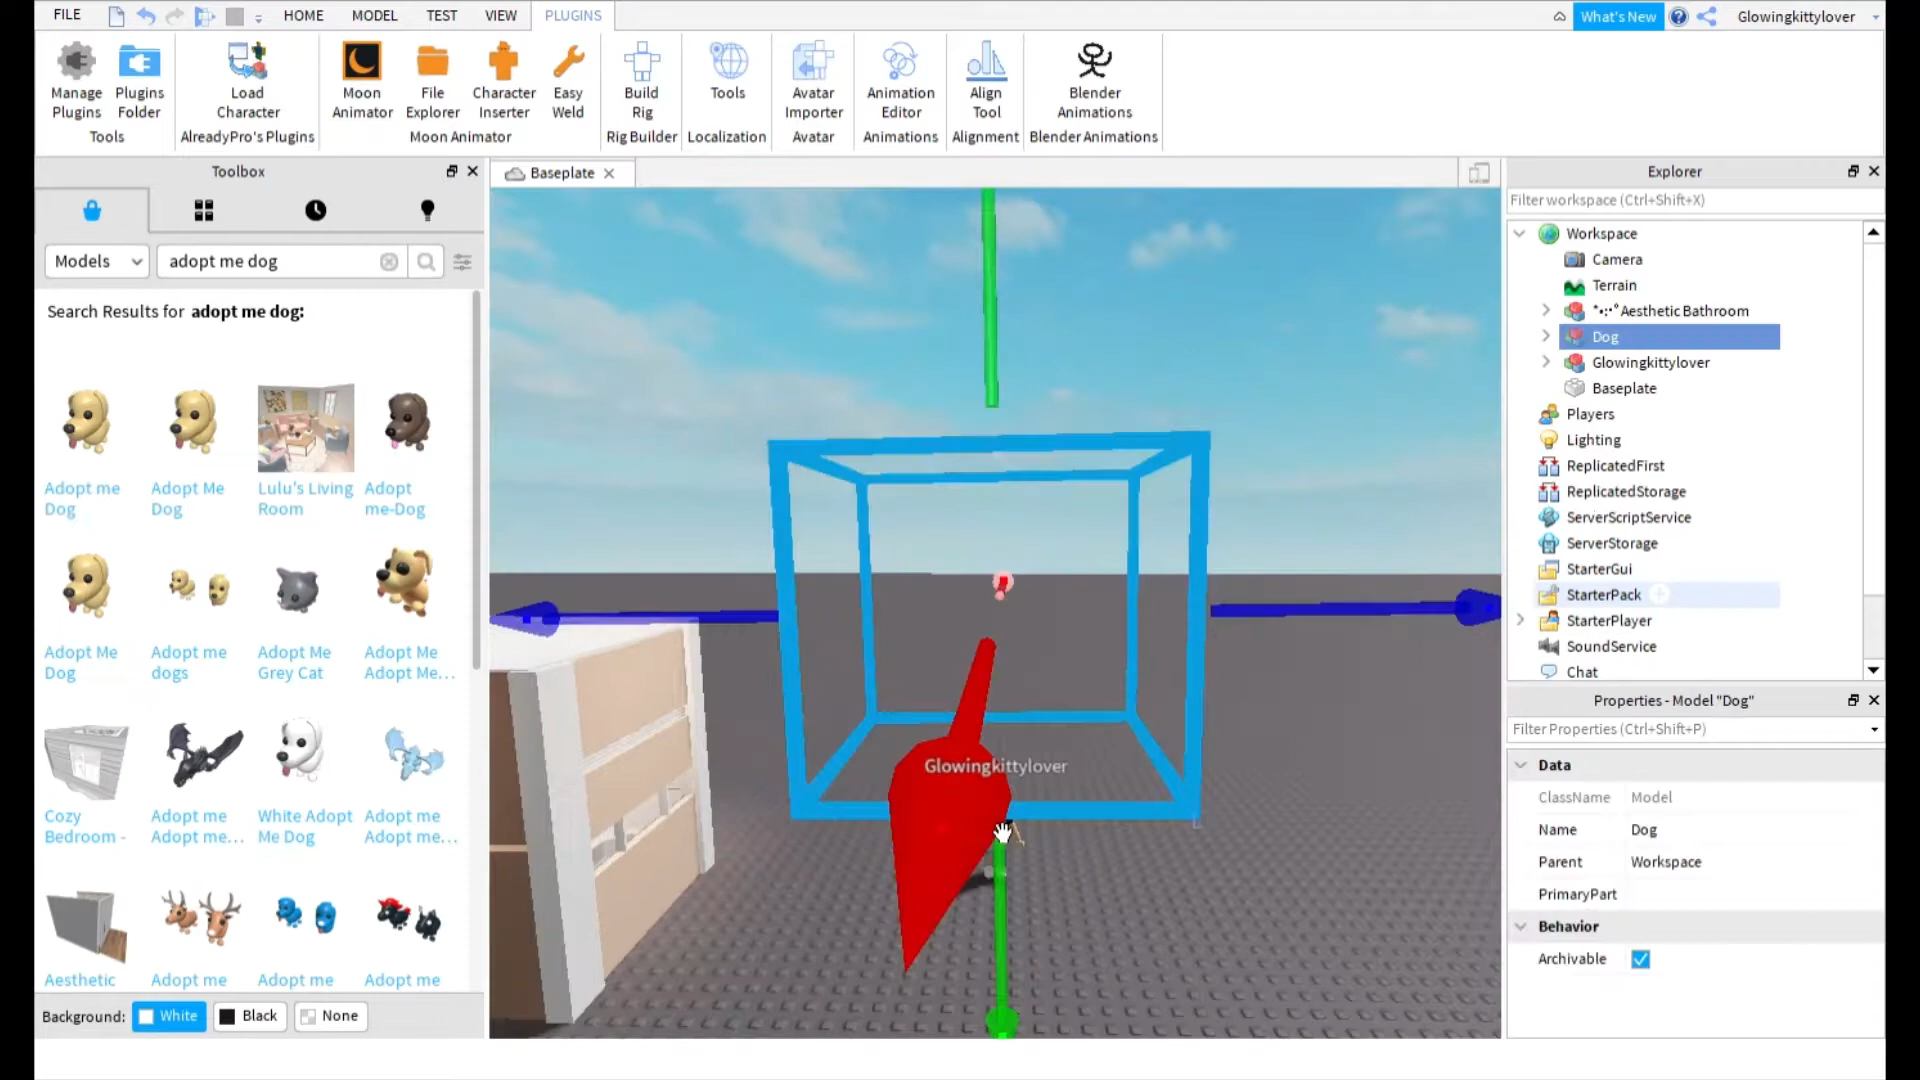 FILE HOME MODEL TEST VIEW PLUGINS What's New Glowingkittylover
Manage Plugins
Plugins Folder
Tools
Load Character
AlreadyPro's Plugins
Moon Animator
File Explorer
Character Inserter
Easy Weld
Moon Animator
Build Rig
Rig Builder
Tools
Localization
Avatar Importer
Avatar
Animation Editor
Animations
Align Tool
Alignment
Blender Animations
Blender Animations
Toolbox
Models adopt me dog
Search Results for adopt me dog:
Adopt me Dog
Adopt Me Dog
Lulu's Living Room
Adopt me-Dog
Adopt Me Dog
Adopt me dogs
Adopt Me Grey Cat
Adopt Me Adopt Me...
Cozy Bedroom -
Adopt me Adopt me...
White Adopt Me Dog
Adopt me Adopt me...
Aesthetic
Adopt me
Adopt me
Adopt me
Background: White Black None
Baseplate
Glowingkittylover
Explorer
Filter workspace (Ctrl+Shift+X)
Workspace
Camera
Terrain
*•:•°Aesthetic Bathroom
Dog
Glowingkittylover
Baseplate
Players
Lighting
ReplicatedFirst
ReplicatedStorage
ServerScriptService
ServerStorage
StarterGui
StarterPack
StarterPlayer
SoundService
Chat
Properties - Model "Dog"
Filter Properties (Ctrl+Shift+P)
Data
ClassName Model
Name Dog
Parent Workspace
PrimaryPart
Behavior
Archivable